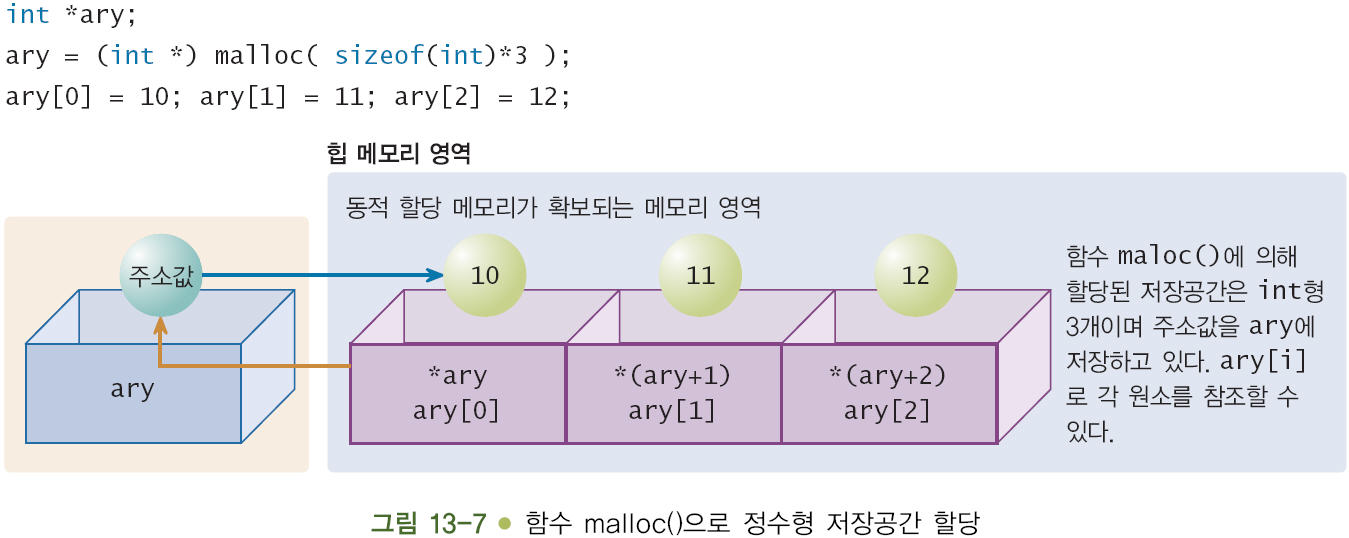 int *ary;
ary = (int *) malloc( sizeof(int)*3 );
ary[0] = 10; ary[1] = 11; ary[2] = 12;
힙 메모리 영역
동적 할당 메모리가 확보되는 메모리 영역
주소값
10
11
12
ary
*ary
ary[0]
*(ary+1)
ary[1]
*(ary+2)
ary[2]
함수 maloc()에 의해
할당된 저장공간은 int형
3개이며 주소값을 ary에
저장하고 있다. ary[i]
로 각 원소를 참조할 수
있다.
그림 13-7 ● 함수 malloc()으로 정수형 저장공간 할당